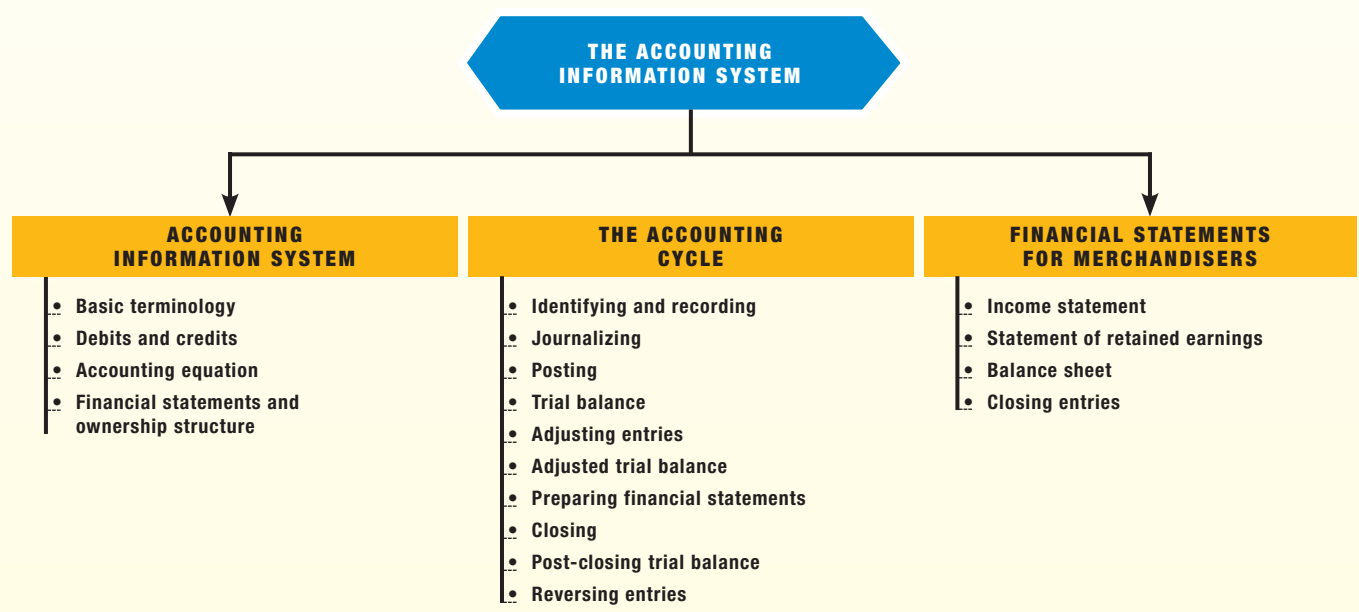 THE ACCOUNTING
INFORMATION SYSTEM
ACCOUNTING
INFORMATION SYSTEM
• Basic terminology
• Debits and credits
• Accounting equation
• Financial statements and
ownership structure
THE ACCOUNTING
CYCLE
• Identifying and recording
• Journalizing
• Posting
• Trial balance
• Adjusting entries
• Adjusted trial balance
• Preparing financial statements
• Closing
• Post-closing trial balance
• Reversing entries
FINANCIAL STATEMENTS
FOR MERCHANDISERS
• Income statement
• Statement of retained earnings
• Balance sheet
• Closing entries